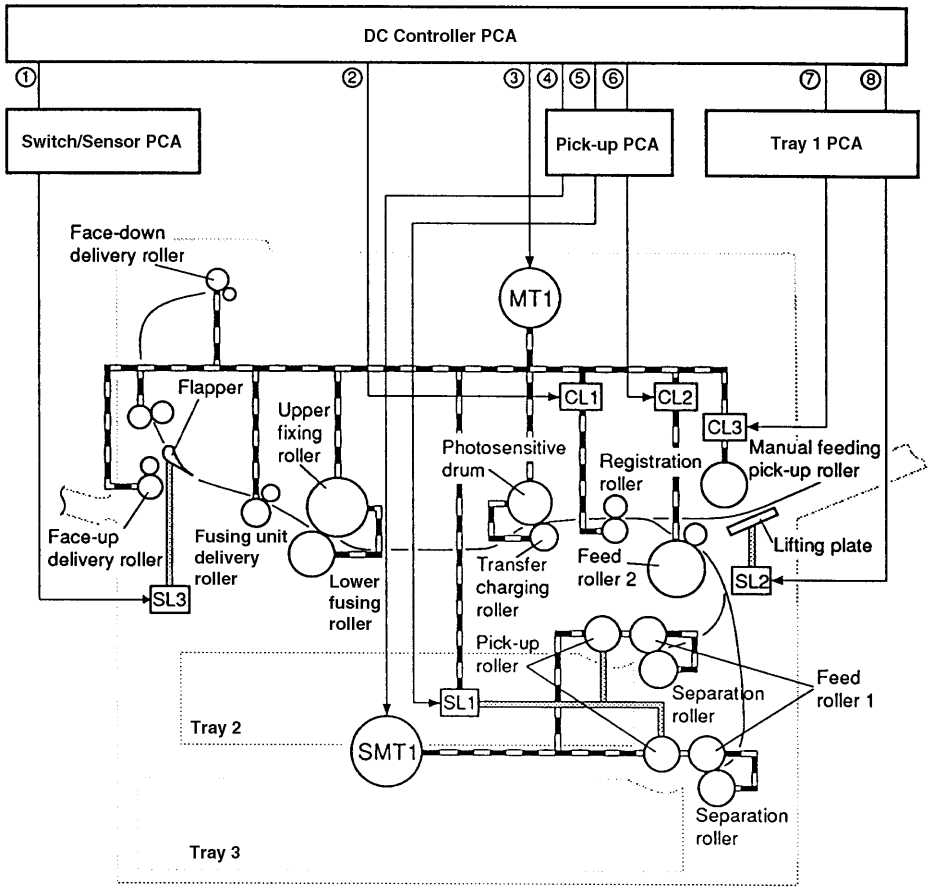 DC Controller PCA
① ② ③ ④ ⑤ ⑥ ⑦ ⑧
Switch/Sensor PCA
Pick-up PCA
Tray 1 PCA
Face-down
delivery roller
MT1
Flapper
CL1
CL2
CL3
Upper
fixing
roller
Photosensitive
drum
Registration
roller
Manual feeding
pick-up roller
Face-up
delivery roller
Fusing unit
delivery
roller
Lower
fusing
roller
Transfer
charging
roller
Feed
roller 2
Lifting plate
SL3
SL2
Pick-up
roller
Separation
roller
Feed
roller 1
SL1
Tray 2
SMT1
Separation
roller
Tray 3